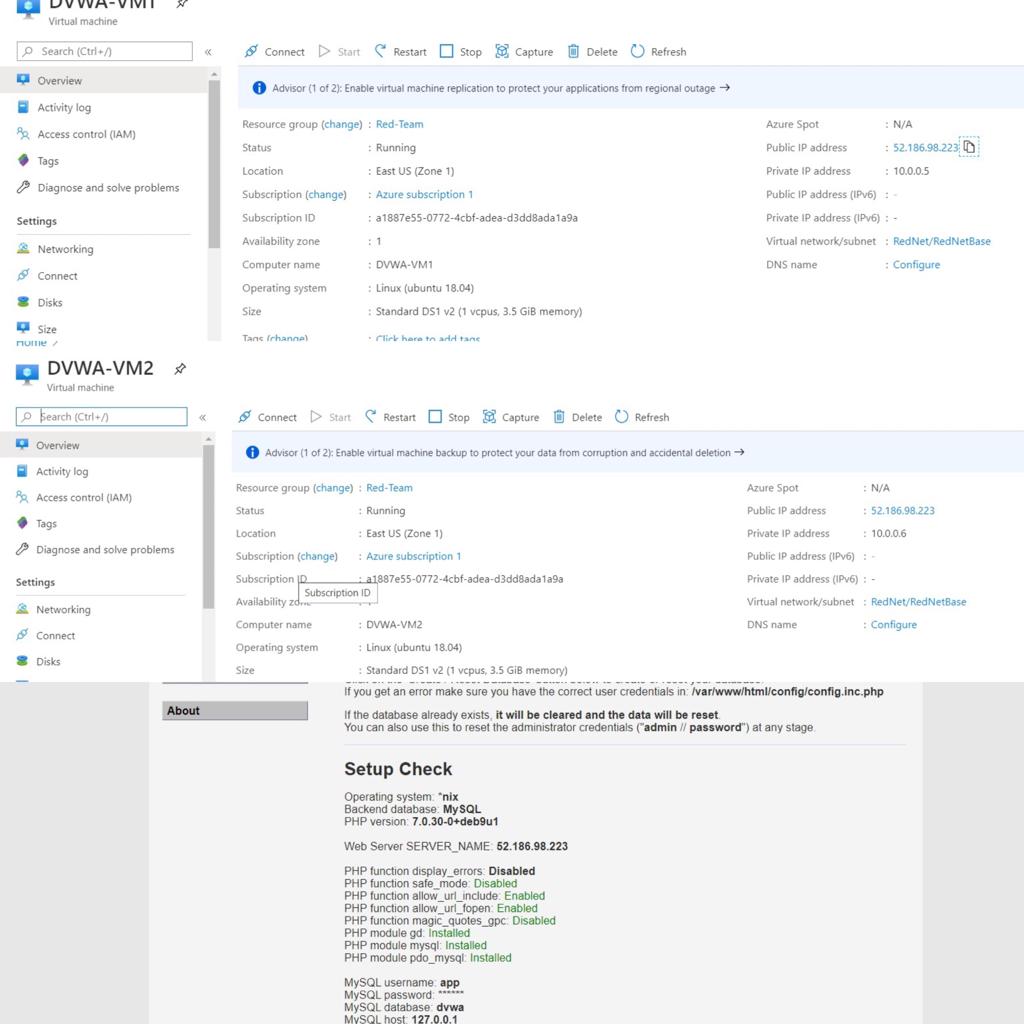 DVWA-VM1
Virtual machine
Search (Ctrl+/)
«
Connect
Start
Restart
Stop
Capture
Delete
Refresh
Overview
Activity log
Access control (IAM)
Tags
Diagnose and solve problems
Settings
Networking
Connect
Disks
Size
Advisor (1 of 2): Enable virtual machine replication to protect your applications from regional outage →
Resource group (change) : Red-Team
Status : Running
Location : East US (Zone 1)
Subscription (change) : Azure subscription 1
Subscription ID : a1887e55-0772-4cbf-adea-d3dd8ada1a9a
Availability zone : 1
Computer name : DVWA-VM1
Operating system : Linux (ubuntu 18.04)
Size : Standard DS1 v2 (1 vcpus, 3.5 GiB memory)
Tags (change) : Click here to add tags
Azure Spot : N/A
Public IP address : 52.186.98.223
Private IP address : 10.0.0.5
Public IP address (IPv6) : -
Private IP address (IPv6) : -
Virtual network/subnet : RedNet/RedNetBase
DNS name : Configure
Home
DVWA-VM2
Virtual machine
Search (Ctrl+/)
«
Connect
Start
Restart
Stop
Capture
Delete
Refresh
Overview
Activity log
Access control (IAM)
Tags
Diagnose and solve problems
Settings
Networking
Connect
Disks
Advisor (1 of 2): Enable virtual machine backup to protect your data from corruption and accidental deletion →
Resource group (change) : Red-Team
Status : Running
Location : East US (Zone 1)
Subscription (change) : Azure subscription 1
Subscription ID : a1887e55-0772-4cbf-adea-d3dd8ada1a9a
Subscription ID
Availability zone : 1
Computer name : DVWA-VM2
Operating system : Linux (ubuntu 18.04)
Size : Standard DS1 v2 (1 vcpus, 3.5 GiB memory)
Azure Spot : N/A
Public IP address : 52.186.98.223
Private IP address : 10.0.0.6
Public IP address (IPv6) : -
Private IP address (IPv6) : -
Virtual network/subnet : RedNet/RedNetBase
DNS name : Configure
About
If you get an error make sure you have the correct user credentials in: /var/www/html/config/config.inc.php
If the database already exists, it will be cleared and the data will be reset.
You can also use this to reset the administrator credentials ("admin // password") at any stage.
Setup Check
Operating system: *nix
Backend database: MySQL
PHP version: 7.0.30-0+deb9u1
Web Server SERVER_NAME: 52.186.98.223
PHP function display_errors: Disabled
PHP function safe_mode: Disabled
PHP function allow_url_include: Enabled
PHP function allow_url_fopen: Enabled
PHP function magic_quotes_gpc: Disabled
PHP module gd: Installed
PHP module mysql: Installed
PHP module pdo_mysql: Installed
MySQL username: app
MySQL password: ******
MySQL database: dvwa
MySQL host: 127.0.0.1